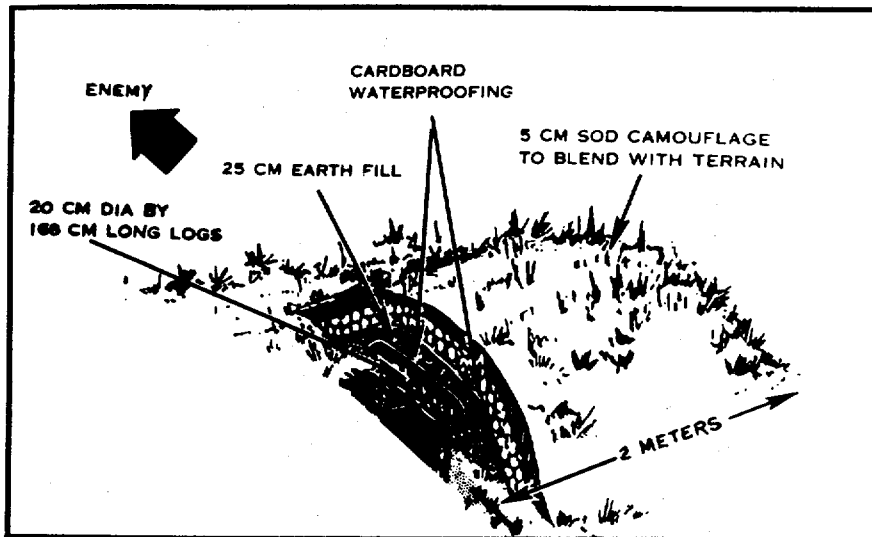 ENEMY
CARDBOARD
WATERPROOFING
5 CM SOD CAMOUFLAGE
TO BLEND WITH TERRAIN
25 CM EARTH FILL
20 CM DIA BY
168 CM LONG LOGS
2 METERS